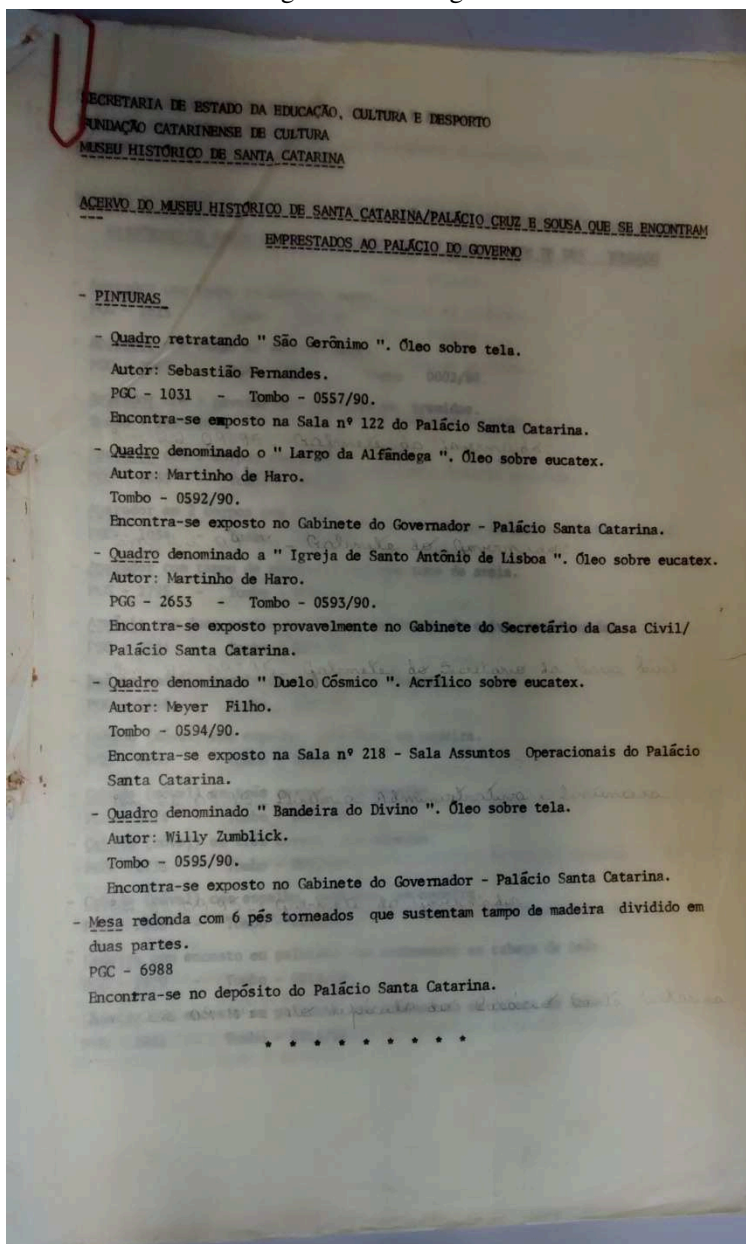 SECRETARIA DE ESTADO DA EDUCAÇÃO, CULTURA E DESPORTO
FUNDAÇÃO CATARINENSE DE CULTURA
MUSEU HISTÓRICO DE SANTA CATARINA
ACERVO DO MUSEU HISTÓRICO DE SANTA CATARINA/PALÁCIO CRUZ E SOUSA QUE SE ENCONTRAM
EMPRESTADOS AO PALÁCIO DO GOVERNO
- PINTURAS
- Quadro retratando " São Gerônimo ". Óleo sobre tela.
Autor: Sebastião Fernandes.
PGC - 1031 - Tombo - 0557/90.
Encontra-se exposto na Sala nº 122 do Palácio Santa Catarina.
- Quadro denominado o " Largo da Alfândega ". Óleo sobre eucatex.
Autor: Martinho de Haro.
Tombo - 0592/90.
Encontra-se exposto no Gabinete do Governador - Palácio Santa Catarina.
- Quadro denominado a " Igreja de Santo Antônio de Lisboa ". Óleo sobre eucatex.
Autor: Martinho de Haro.
PGG - 2653 - Tombo - 0593/90.
Encontra-se exposto provavelmente no Gabinete do Secretário da Casa Civil/
Palácio Santa Catarina.
- Quadro denominado " Duelo Cósmico ". Acrílico sobre eucatex.
Autor: Meyer Filho.
Tombo - 0594/90.
Encontra-se exposto na Sala nº 218 - Sala Assuntos Operacionais do Palácio
Santa Catarina.
- Quadro denominado " Bandeira do Divino ". Óleo sobre tela.
Autor: Willy Zumblick.
Tombo - 0595/90.
Encontra-se exposto no Gabinete do Governador - Palácio Santa Catarina.
- Mesa redonda com 6 pés torneados que sustentam tampo de madeira dividido em
duas partes.
PGC - 6988
Encontra-se no depósito do Palácio Santa Catarina.
* * * * * * * * *